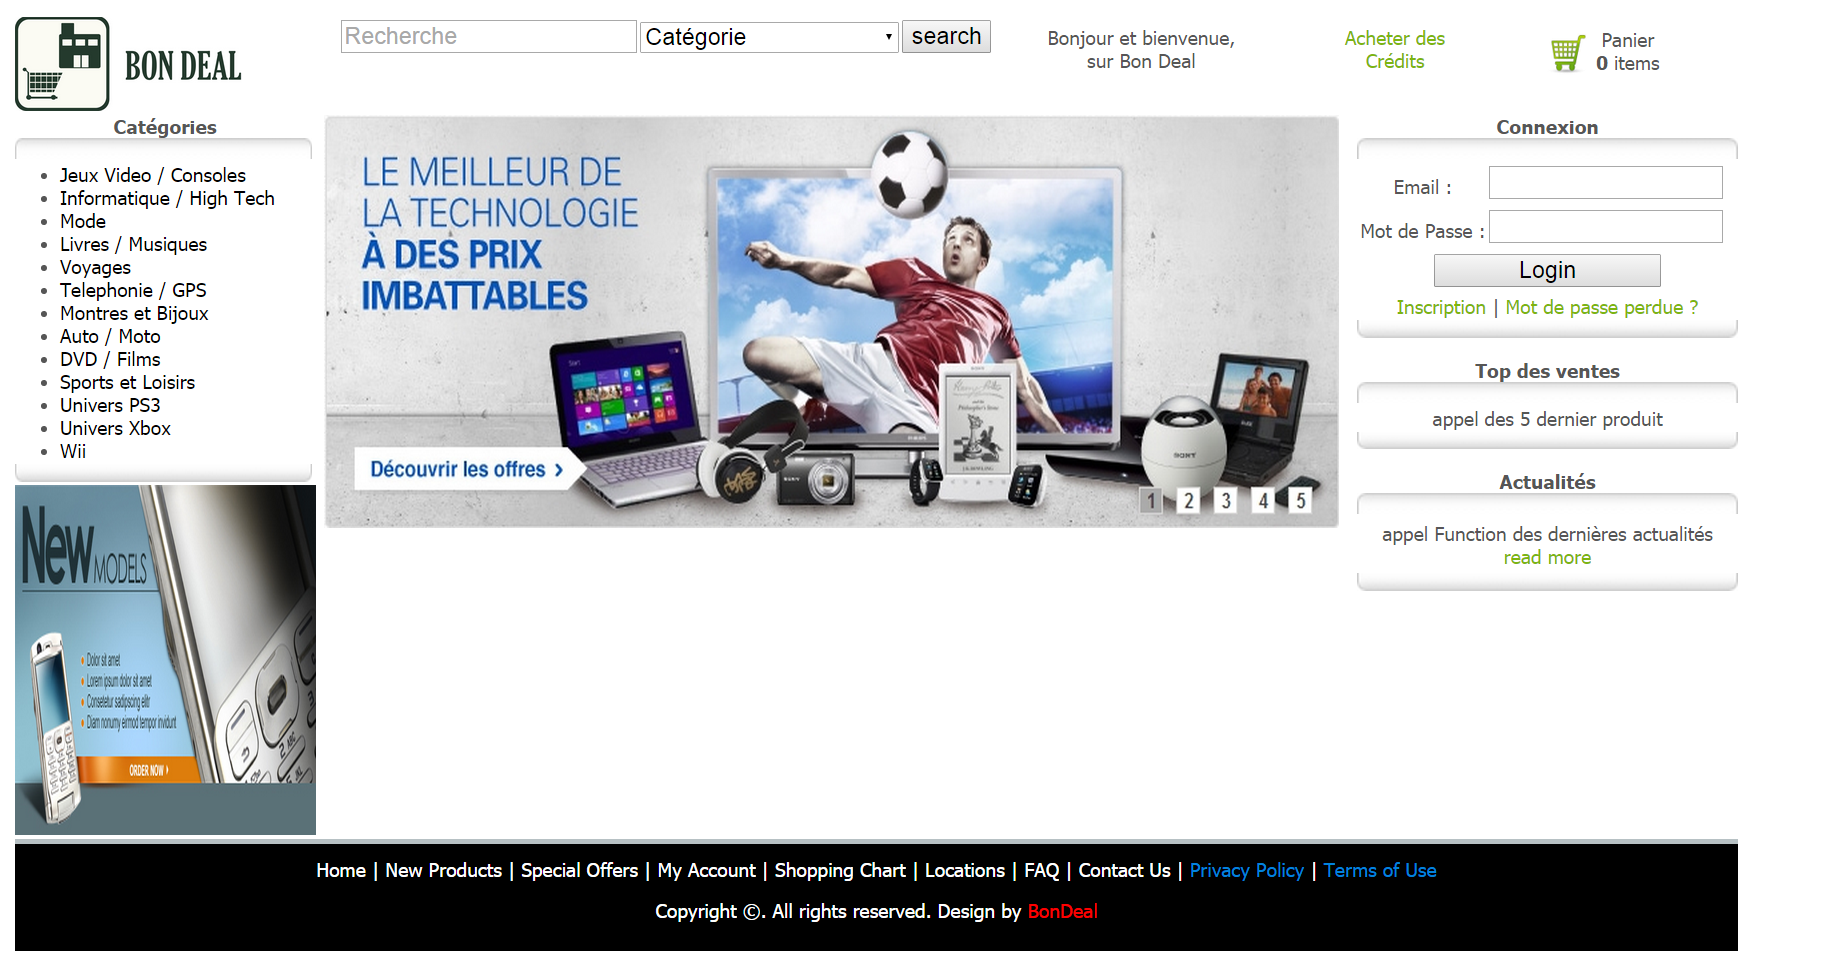 BON DEAL
Recherche
Catégorie
search
Bonjour et bienvenue,
sur Bon Deal
Acheter des
Crédits
Panier
0 items
Catégories
Jeux Video / Consoles
Informatique / High Tech
Mode
Livres / Musiques
Voyages
Telephonie / GPS
Montres et Bijoux
Auto / Moto
DVD / Films
Sports et Loisirs
Univers PS3
Univers Xbox
Wii
New MODELS
Dolor sit amet
Lorem ipsum dolor sit amet
Consetetur sadipscing elitr
Diam nonumy eirmod tempor invidunt
ORDER NOW
LE MEILLEUR DE
LA TECHNOLOGIE
À DES PRIX
IMBATTABLES
Start
SONY
SONY
Découvrir les offres
1 2 3 4 5
Connexion
Email :
Mot de Passe :
Login
Inscription | Mot de passe perdue ?
Top des ventes
appel des 5 dernier produit
Actualités
appel Function des dernières actualités
read more
Home | New Products | Special Offers | My Account | Shopping Chart | Locations | FAQ | Contact Us | Privacy Policy | Terms of Use
Copyright ©. All rights reserved. Design by BonDeal